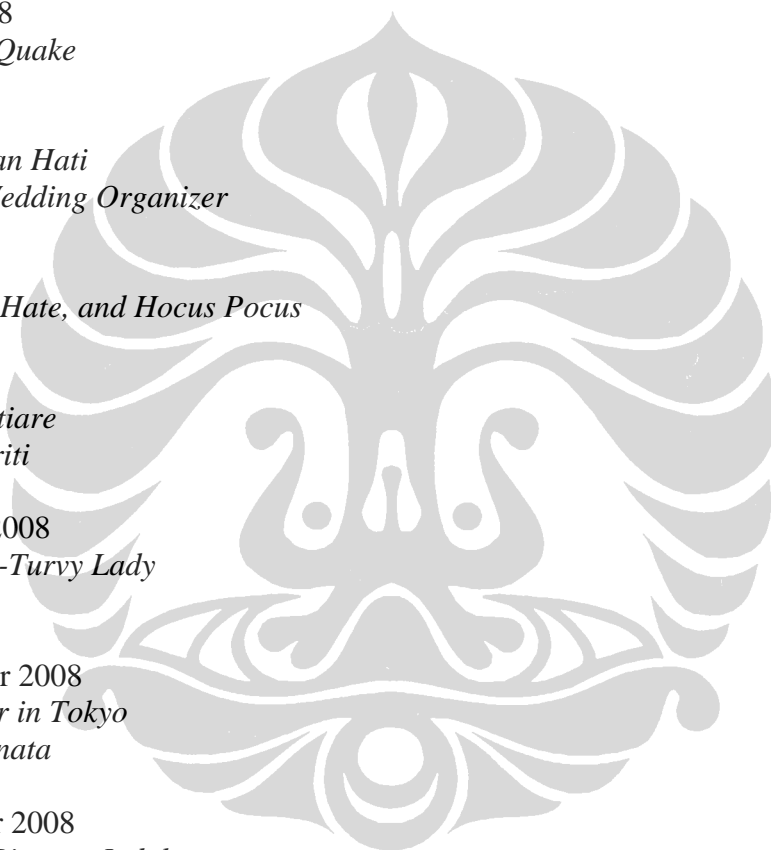 8
Quake
an Hati
edding Organizer
Hate, and Hocus Pocus
tiare
riti
2008
-Turvy Lady
r 2008
r in Tokyo
nata
r 2008